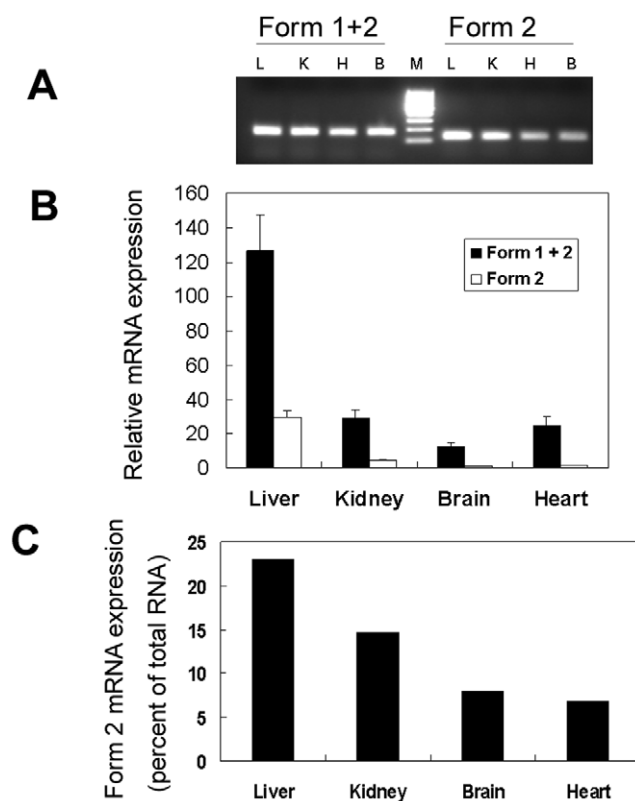 Form 1+2 Form 2
L K H B M L K H B
A
B
Relative mRNA expression
160
140
120
100
80
60
40
20
0
Form 1 + 2
Form 2
Liver Kidney Brain Heart
C
Form 2 mRNA expression
(percent of total RNA)
25
20
15
10
5
0
Liver Kidney Brain Heart